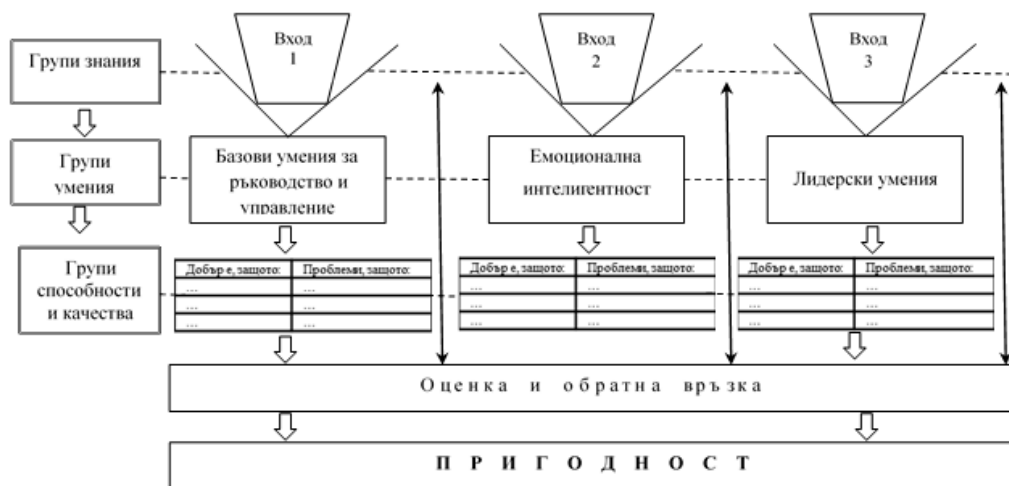 Групи знания
Вход
1
Вход
2
Вход
3
Групи
умения
Базови умения за
ръководство и
управление
Емоционална
интелигентност
Лидерски умения
Групи
способности
и качества
Добър е, защото: Проблеми, защото:
... ...
... ...
... ...
Добър е, защото: Проблеми, защото:
... ...
... ...
... ...
Добър е, защото: Проблеми, защото:
... ...
... ...
... ...
Оценка и обратна връзка
ПРИГОДНОСТ